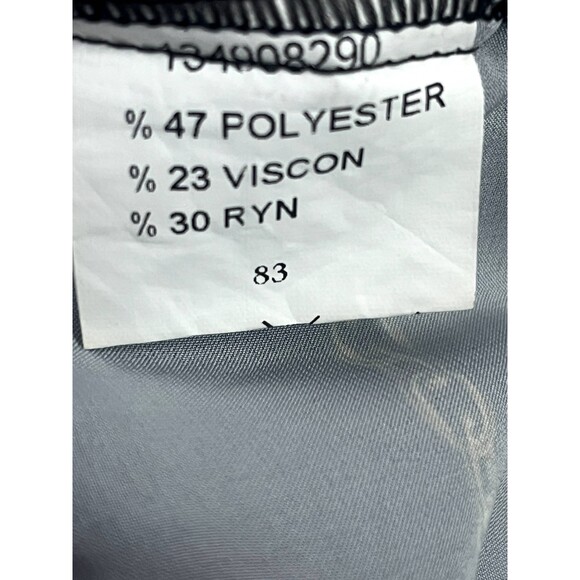 134908290
% 47 POLYESTER
% 23 VISCON
% 30 RYN
83